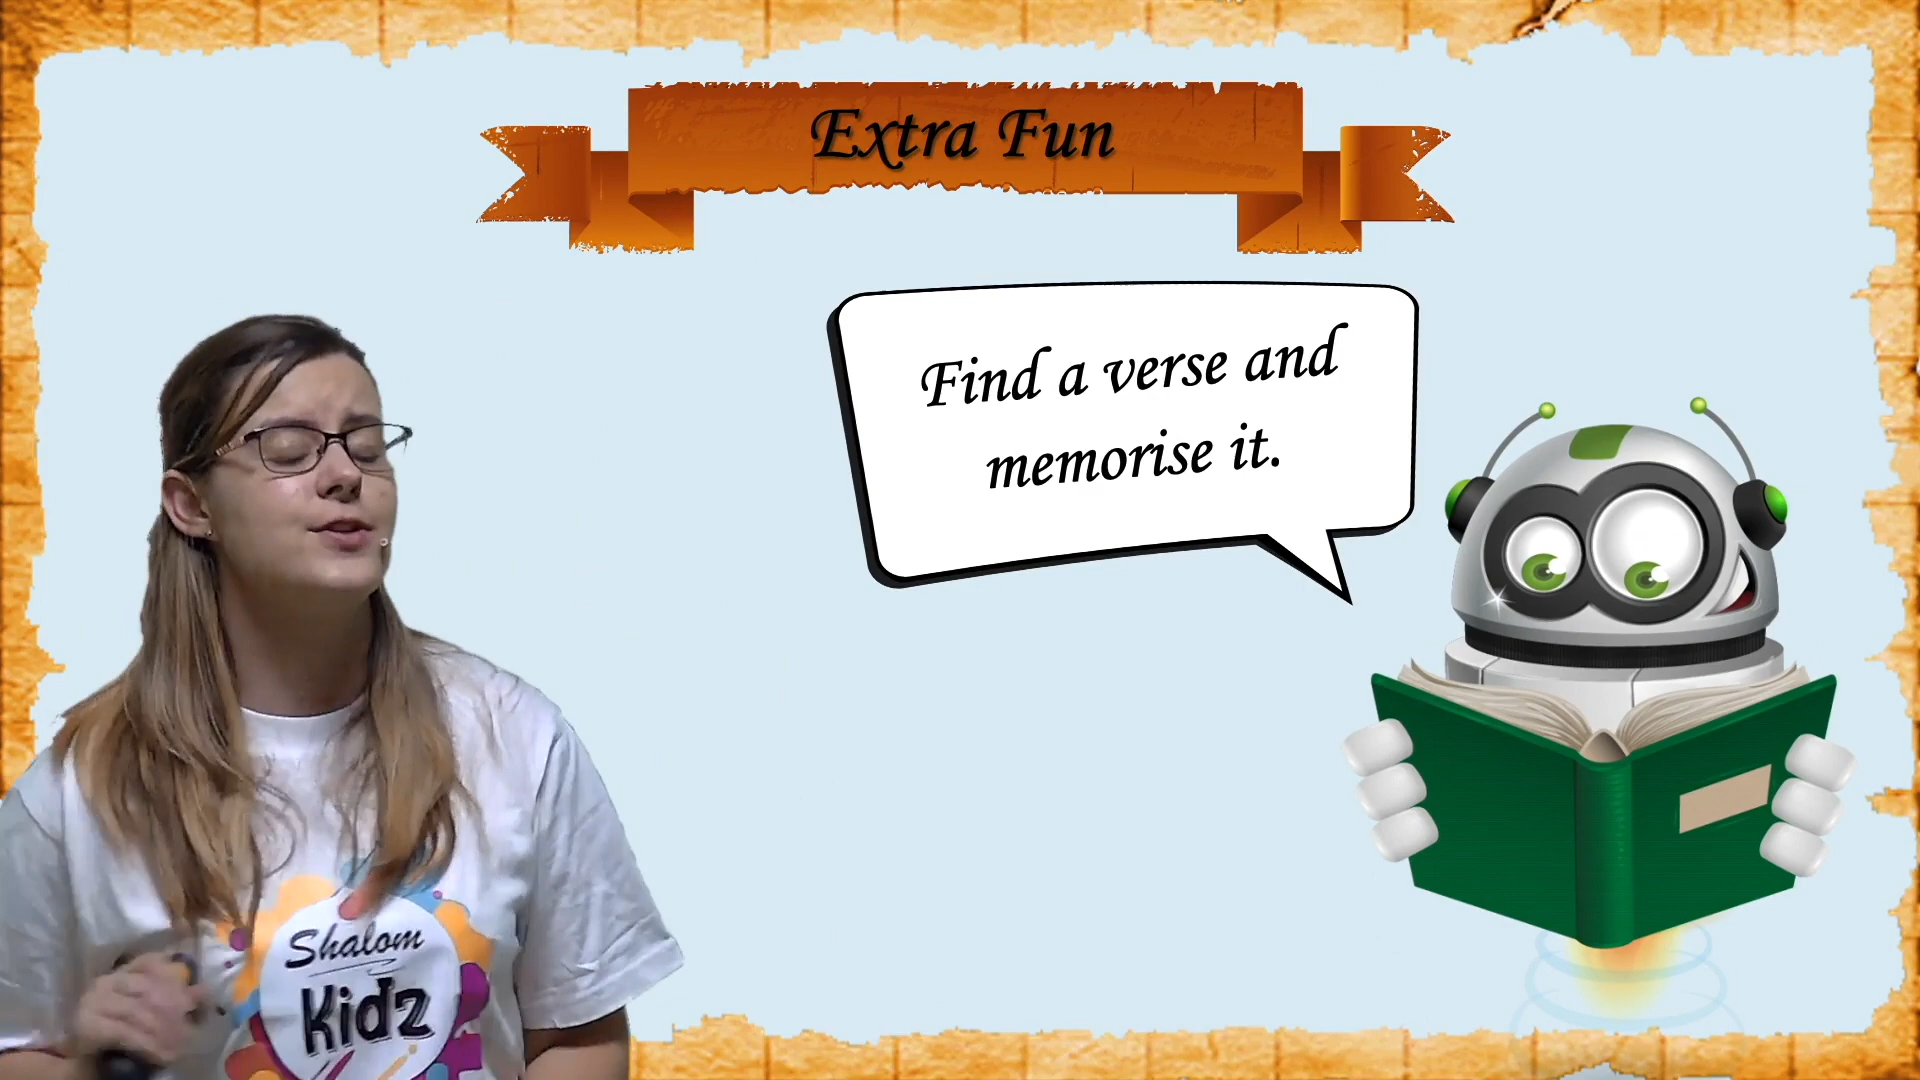 Extra Fun
Find a verse and
memorise it.
Shalom
Kidz